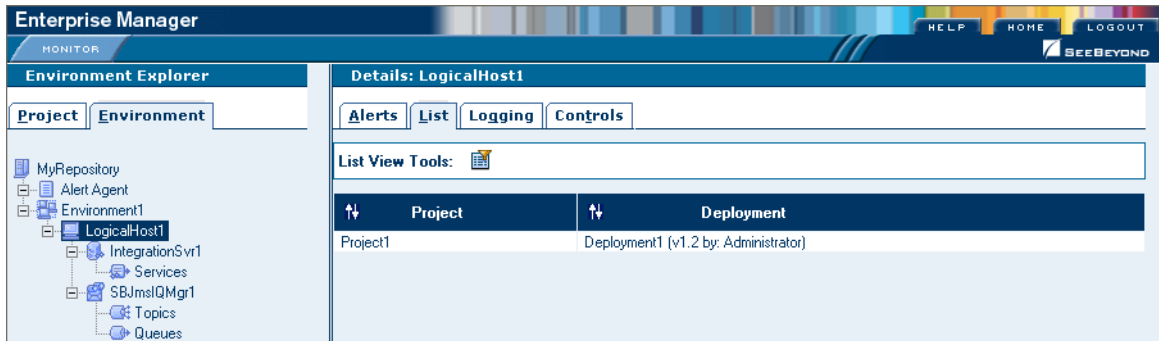 Enterprise Manager
HELP
HOME
LOGOUT
MONITOR
SEEBEYOND
Environment Explorer
Project
Environment
MyRepository
Alert Agent
Environment1
LogicalHost1
IntegrationSvr1
Services
SBJmsIQMgr1
Topics
Queues
Details: LogicalHost1
Alerts
List
Logging
Controls
List View Tools:
Project
Deployment
Project1
Deployment1 (v1.2 by: Administrator)